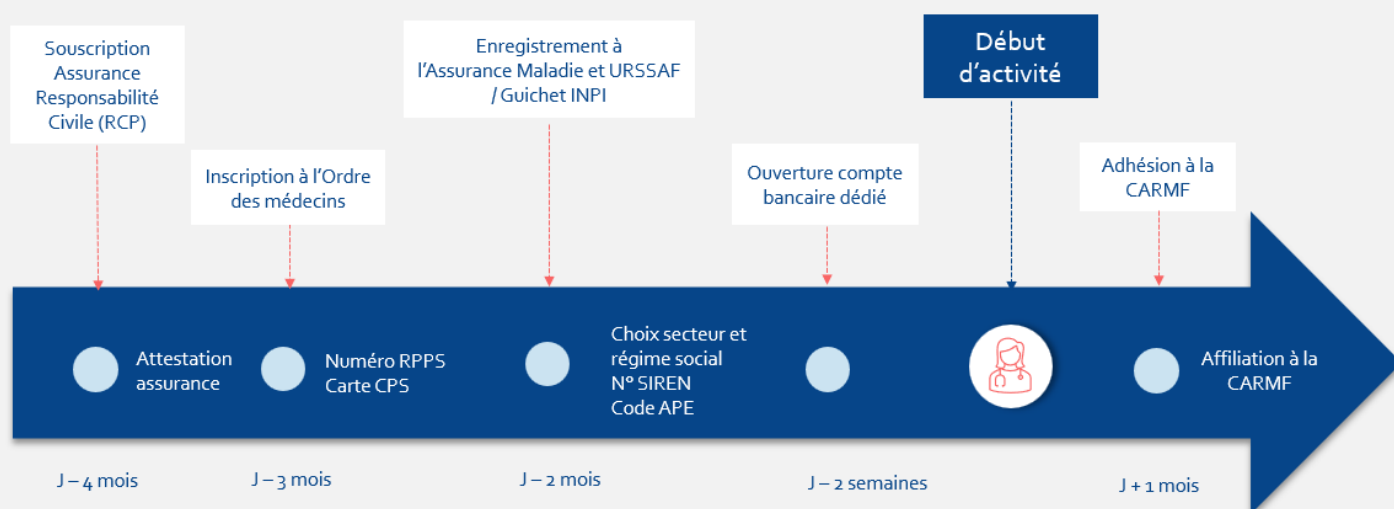 Souscription
Assurance
Responsabilité
Civile (RCP)
Inscription à l'Ordre
des médecins
Enregistrement à
l'Assurance Maladie et URSSAF
/ Guichet INPI
Ouverture compte
bancaire dédié
Début
d'activité
Adhésion à la
CARMF
Attestation
assurance
Numéro RPPS
Carte CPS
Choix secteur et
régime social
N° SIREN
Code APE
Affiliation à la
CARMF
J – 4 mois
J – 3 mois
J – 2 mois
J – 2 semaines
J + 1 mois